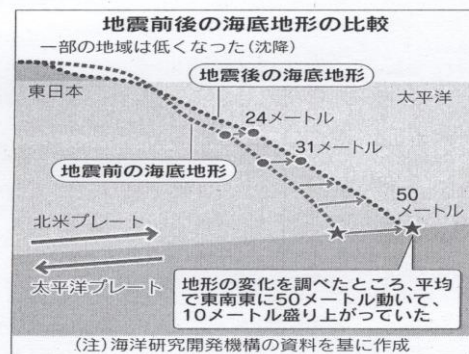 地震前後の海底地形の比較
一部の地域は低くなった(沈降)
地震後の海底地形
東日本
太平洋
24メートル
31メートル
地震前の海底地形
50
メートル
北米プレート
太平洋プレート
地形の変化を調べたところ、平均
で東南東に50メートル動いて、
10メートル盛り上がっていた
(注)海洋研究開発機構の資料を基に作成